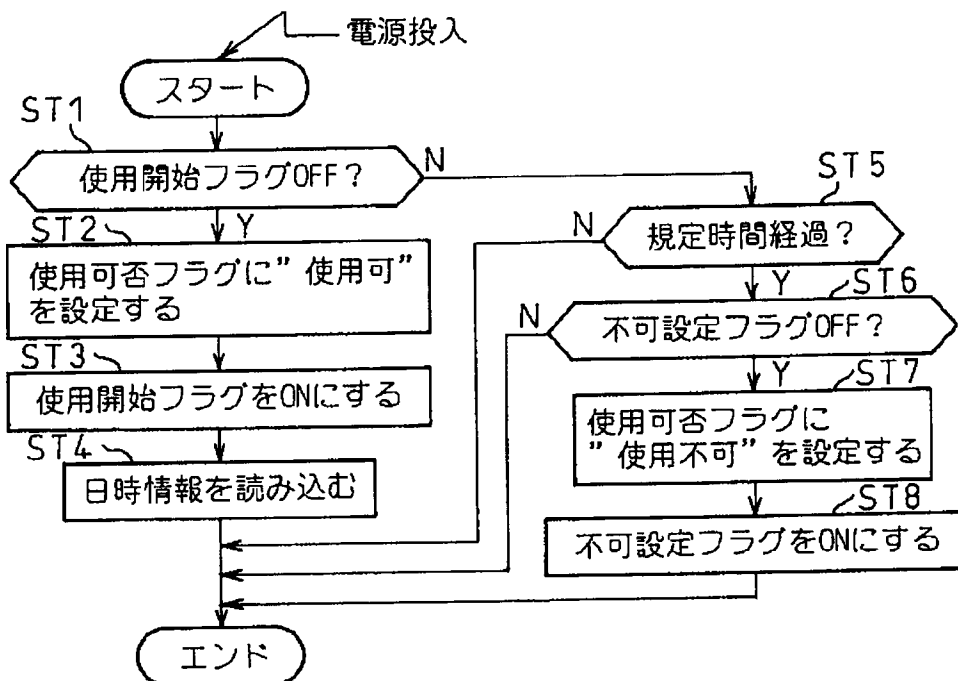 電源投入
スタート
ST1
使用開始フラグOFF？
N
Y
ST2
使用可否フラグに”使用可”
を設定する
ST3
使用開始フラグをONにする
ST4
日時情報を読み込む
ST5
規定時間経過？
N
Y
ST6
不可設定フラグOFF？
N
Y
ST7
使用可否フラグに
”使用不可”を設定する
ST8
不可設定フラグをONにする
エンド